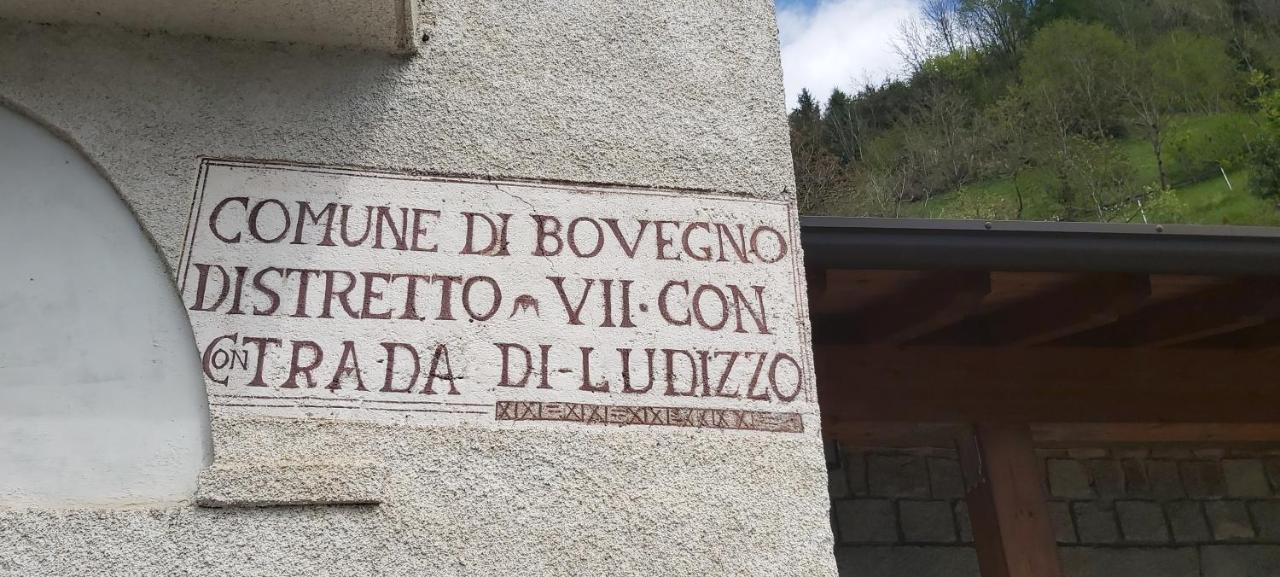 COMUNE DI BOVEGNO
DISTRETTO VII·CON
CONTRADA DI-LUDIZZO